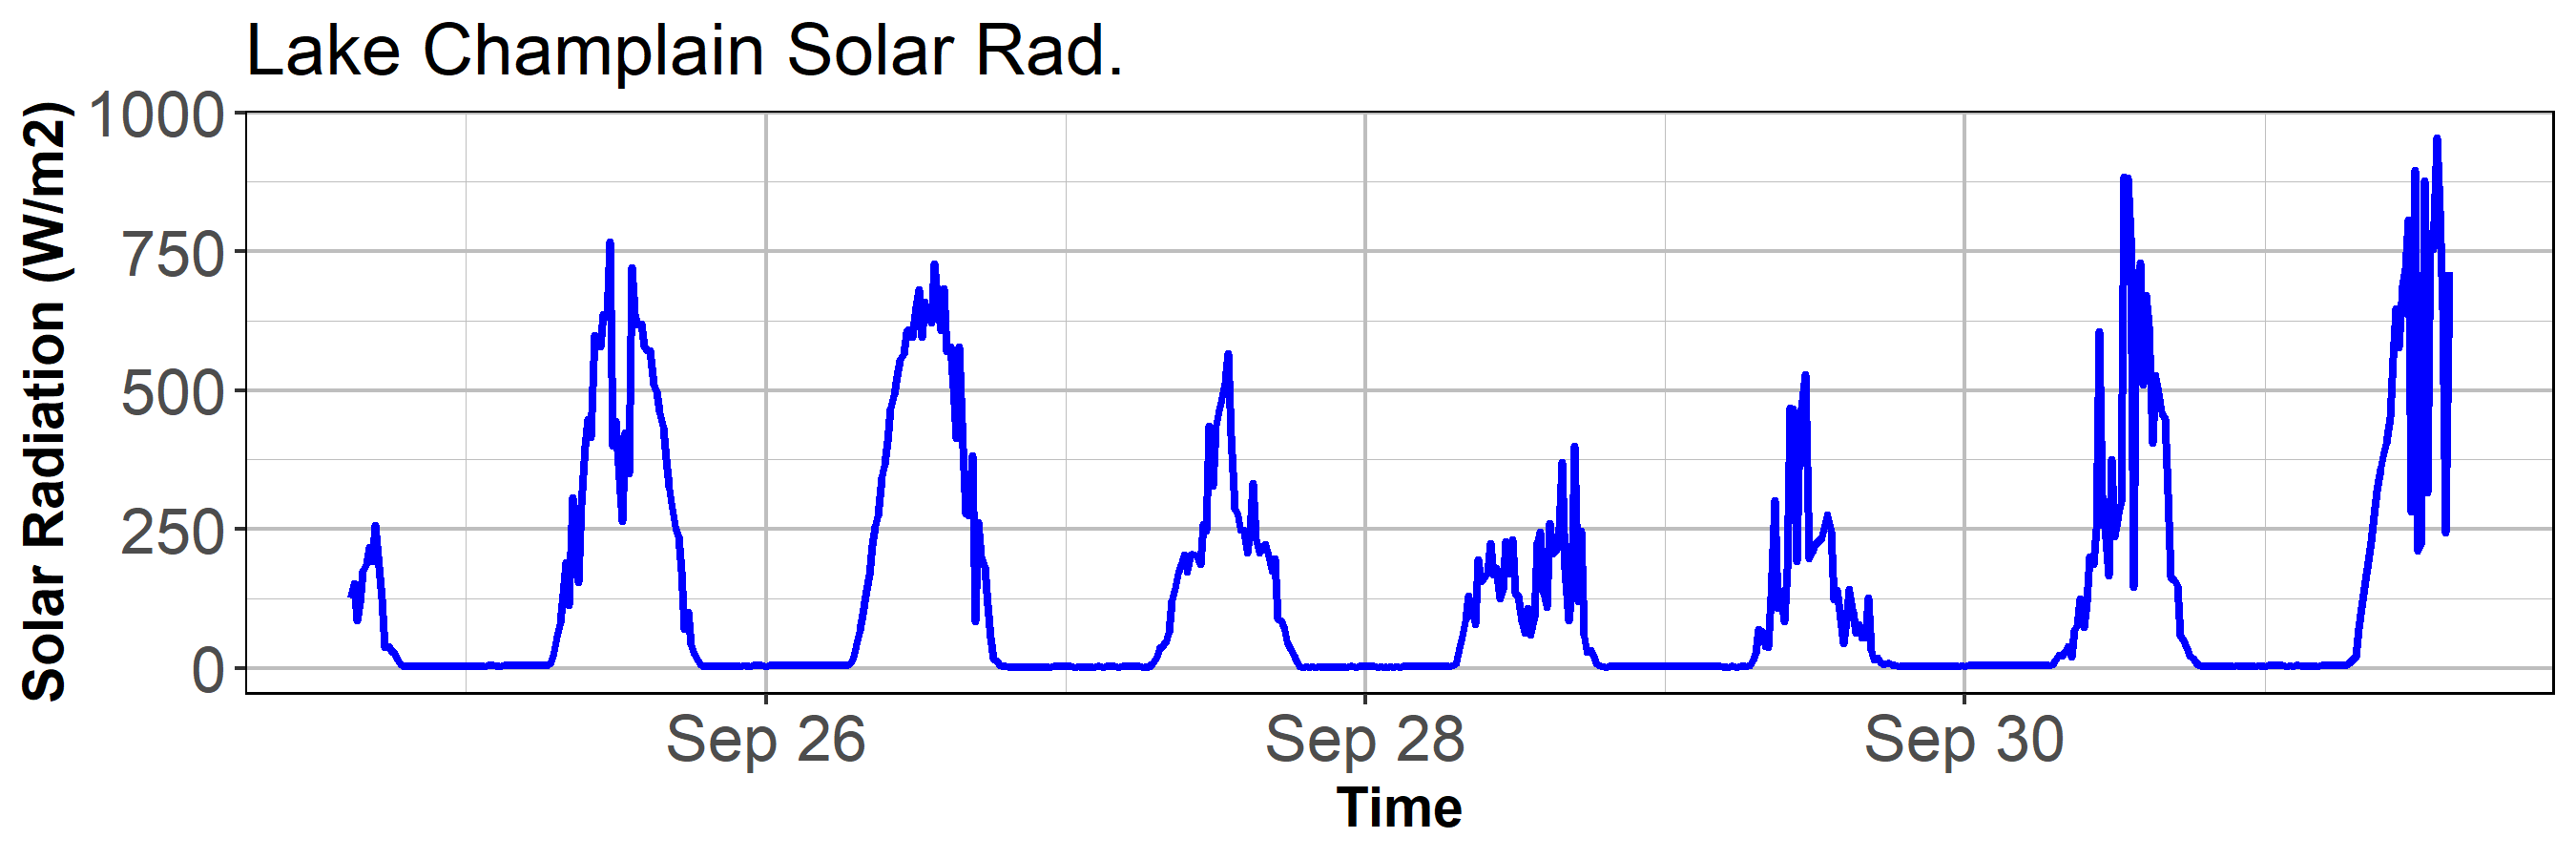 Lake Champlain Solar Rad.
Solar Radiation (W/m2)
1000
750
500
250
0
Sep 26
Sep 28
Sep 30
Time